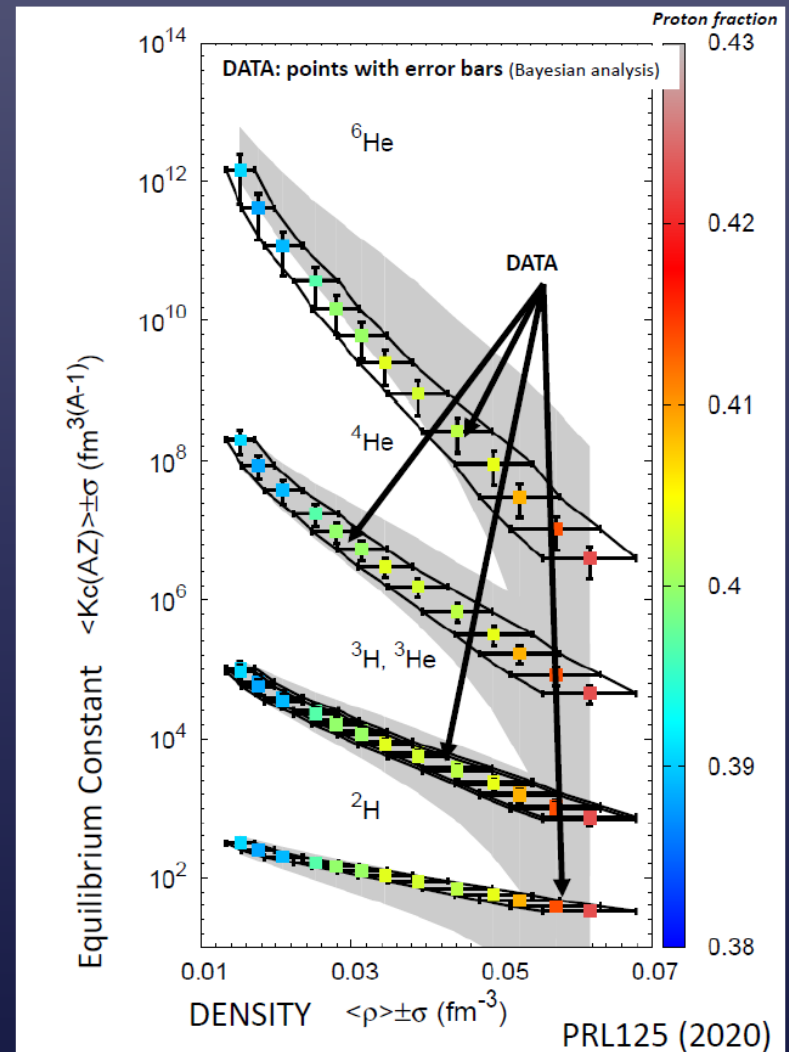 Proton fraction
DATA: points with error bars (Bayesian analysis)
10^14
10^12
10^10
10^8
10^6
10^4
10^2
Equilibrium Constant <Kc(AZ)>±σ (fm^3(A-1))
^6He
DATA
^4He
^3H, ^3He
^2H
0.43
0.42
0.41
0.4
0.39
0.38
0.01 0.03 0.05 0.07
DENSITY <ρ>±σ (fm^-3)
PRL125 (2020)